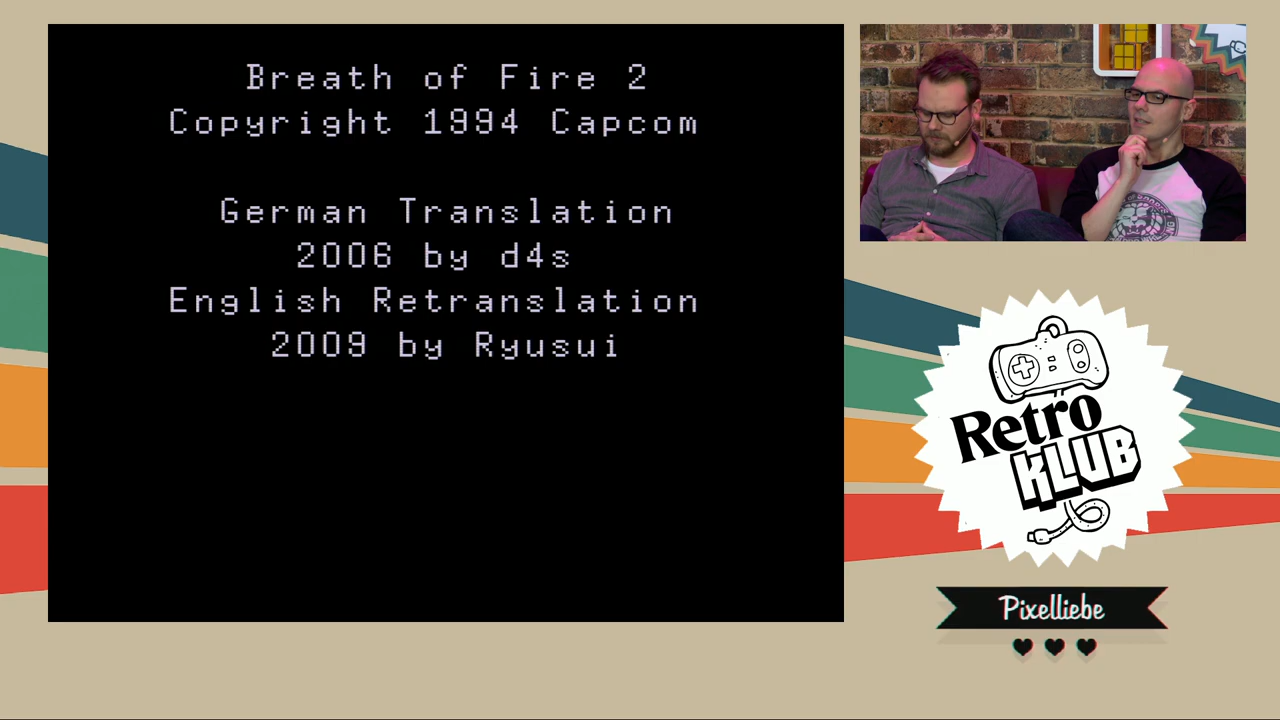 Breath of Fire 2
Copyright 1994 Capcom
German Translation
2006 by d4s
English Retranslation
2009 by Ryusui
Retro
KLUB
Pixelliebe